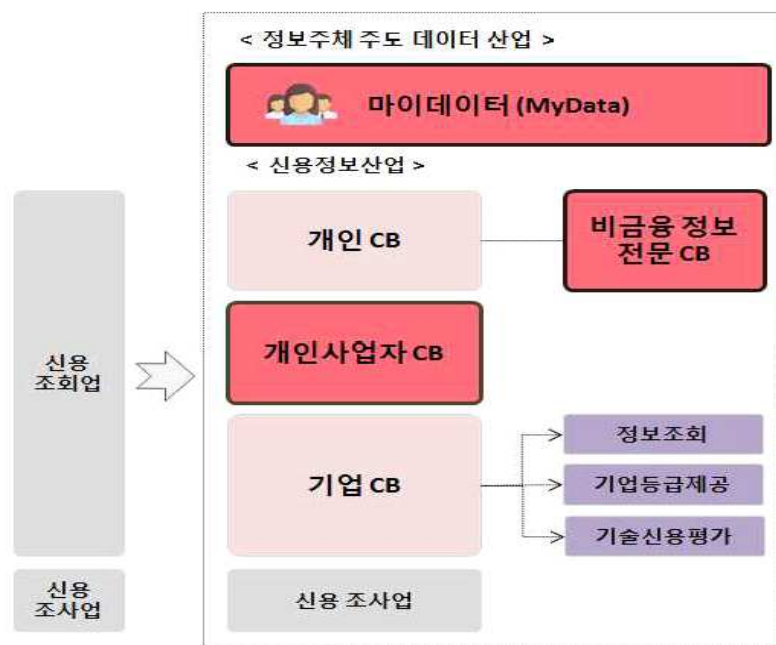 < 정보주체 주도 데이터 산업 >
마이데이터 (MyData)
< 신용정보산업 >
개인 CB
비금융 정보
전문 CB
개인사업자 CB
신용
조회업
기업 CB
정보조회
기업등급제공
기술신용평가
신용
조사업
신용 조사업